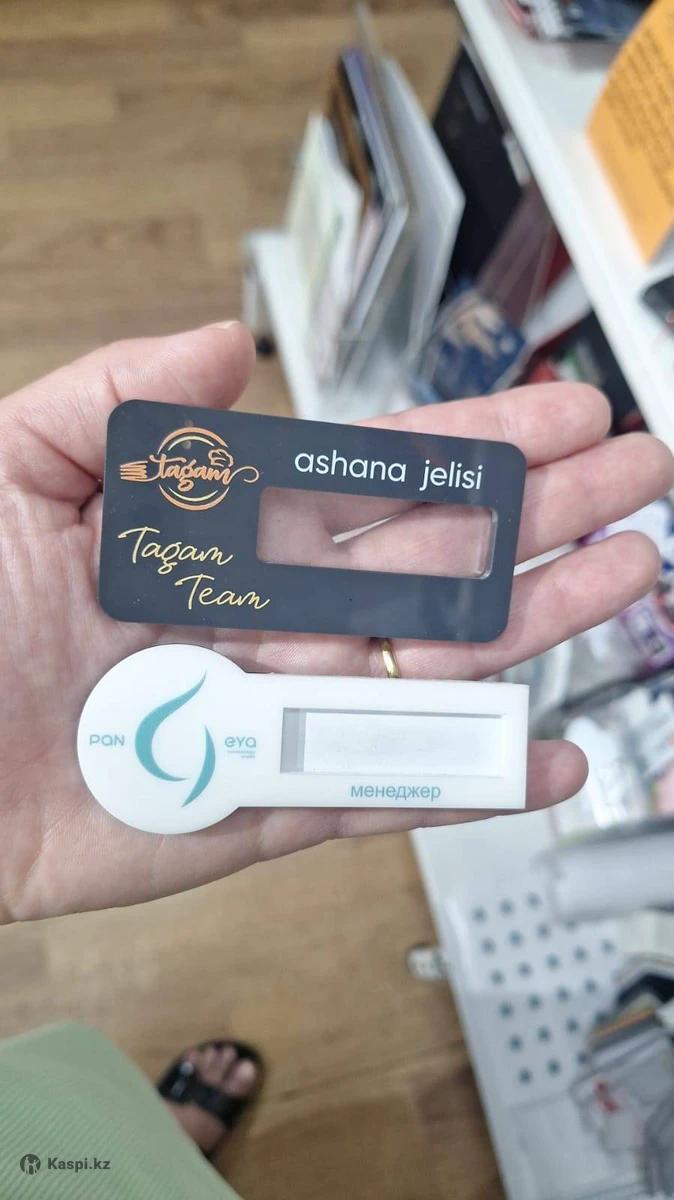 tagam
ashana jelisi
Tagam
Team
PAN
eya
менеджер
Kaspi.kz